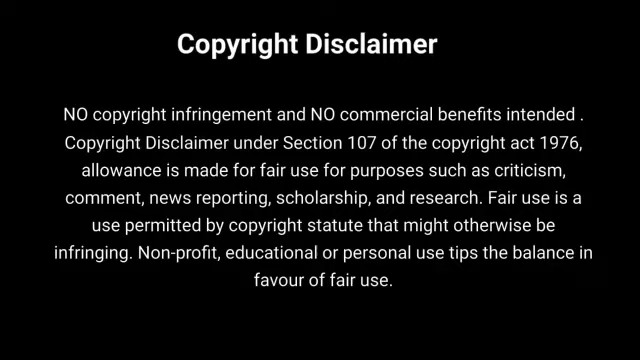 Copyright Disclaimer
NO copyright infringement and NO commercial benefits intended .
Copyright Disclaimer under Section 107 of the copyright act 1976,
allowance is made for fair use for purposes such as criticism,
comment, news reporting, scholarship, and research. Fair use is a
use permitted by copyright statute that might otherwise be
infringing. Non-profit, educational or personal use tips the balance in
favour of fair use.